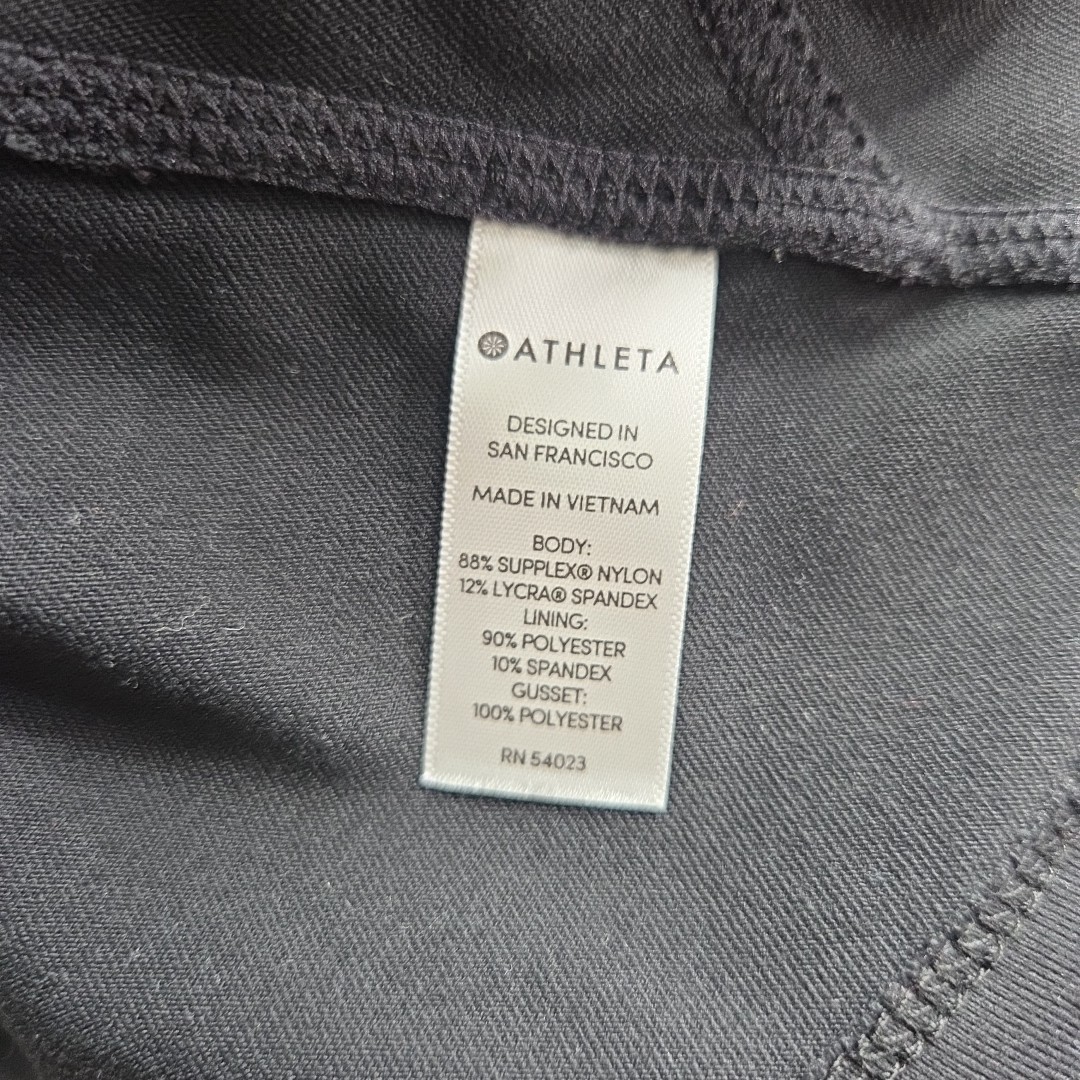 ATHLETA
DESIGNED IN
SAN FRANCISCO
MADE IN VIETNAM
BODY:
88% SUPPLEX® NYLON
12% LYCRA® SPANDEX
LINING:
90% POLYESTER
10% SPANDEX
GUSSET:
100% POLYESTER
RN 54023